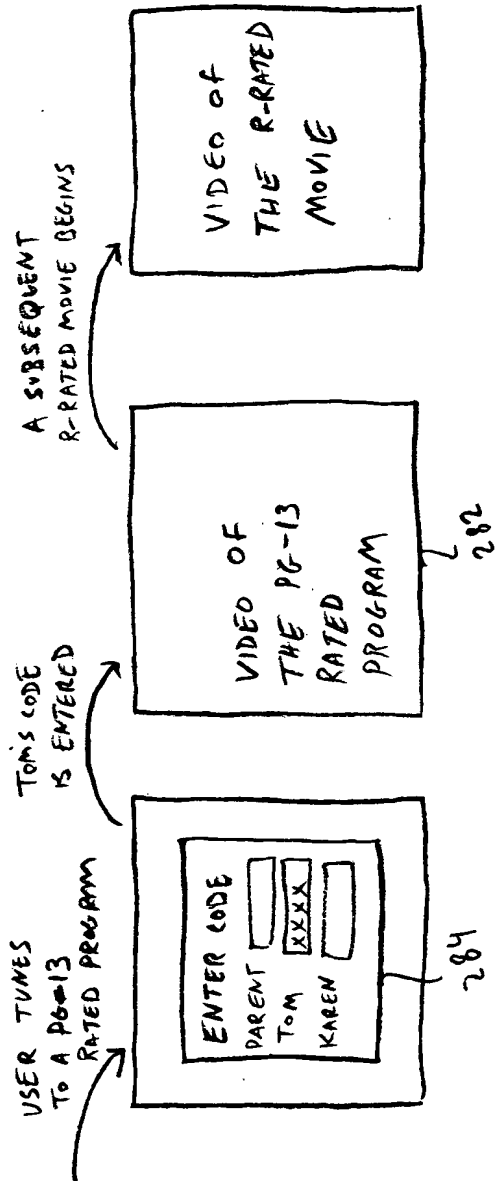 USER TUNES
TO A PG-13
RATED PROGRAM
ENTER CODE
PARENT
TOM XXXX
KAREN
284
TOM'S CODE
IS ENTERED
VIDEO OF
THE PG-13
RATED
PROGRAM
282
A SUBSEQUENT
R-RATED MOVIE BEGINS
VIDEO OF
THE R-RATED
MOVIE